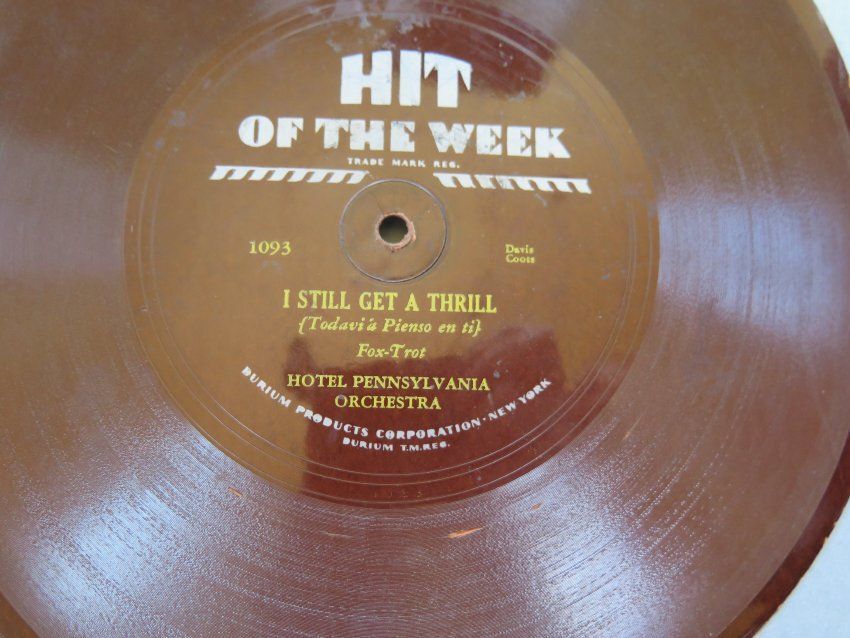 HIT
OF THE WEEK
TRADE MARK REG.
1093
Davis
Coots
I STILL GET A THRILL
{Todavi'a Pienso en ti}
Fox-Trot
HOTEL PENNSYLVANIA
ORCHESTRA
DURIUM PRODUCTS CORPORATION · NEW YORK
DURIUM T.M.REG.